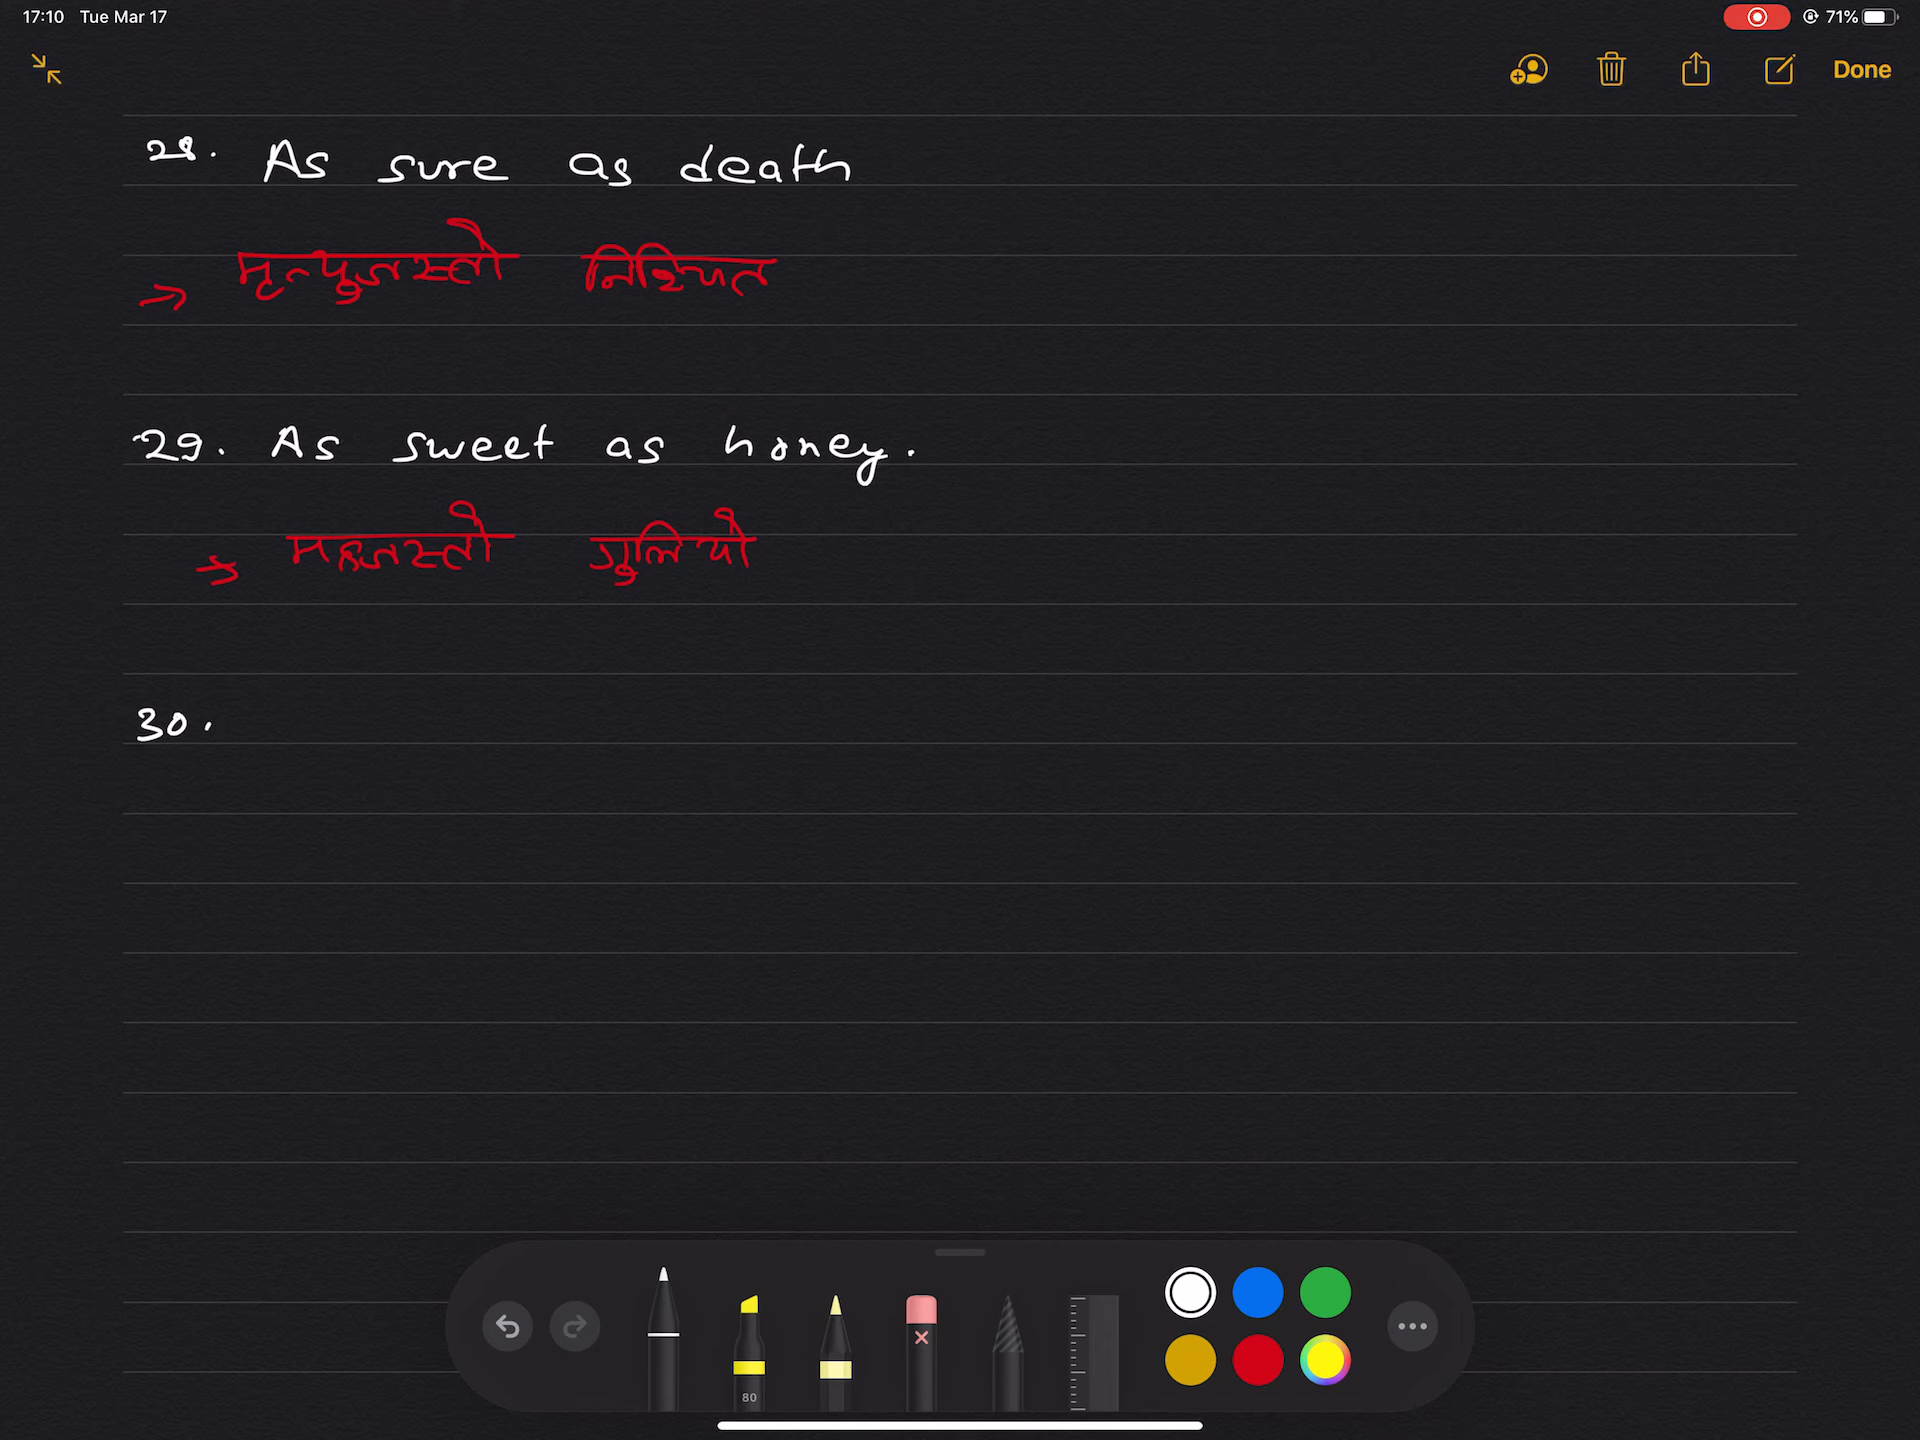 17:10 Tue Mar 17
71%
Done
28. As sure as death
→ मृत्युजस्तो निश्चित
29. As sweet as honey.
→ महजस्तो गुलियो
30.
80